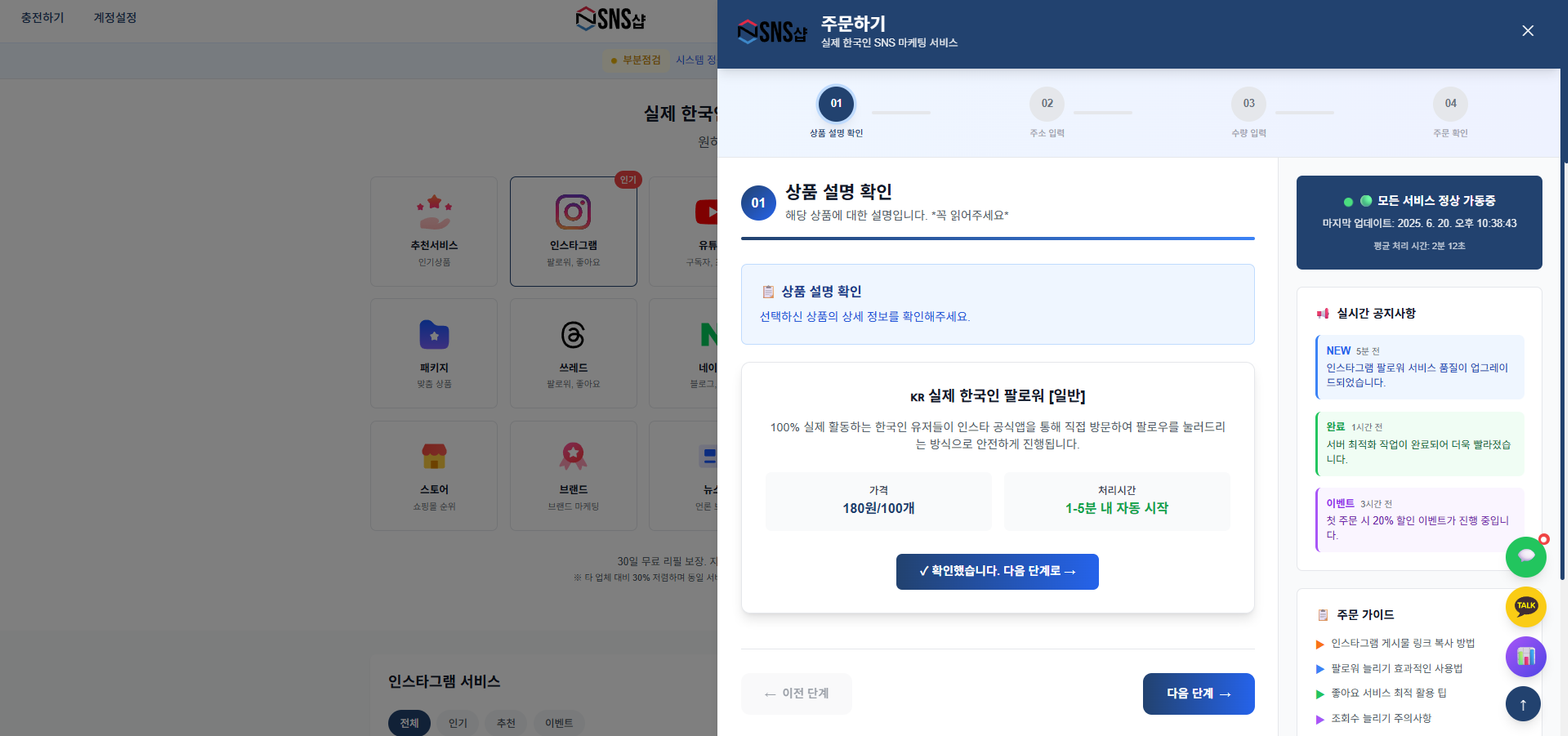 충전하기 계정설정
SNS샵
부분점검 시스템 정
실제 한국인
인기
추천서비스
인기상품
인스타그램
팔로워, 좋아요
유튜
구독자,
패키지
맞춤 상품
쓰레드
팔로워, 좋아요
네이
블로그,
스토어
쇼핑몰 순위
브랜드
브랜드 마케팅
뉴스
언론
30일 무료 리필 보장.
※ 타 업체 대비 30% 저렴하며 동일 서비
인스타그램 서비스
전체 인기 추천 이벤트
SNS샵
주문하기
실제 한국인 SNS 마케팅 서비스
01 02 03 04
상품 설명 확인 주소 입력 수량 입력 주문 확인
01
상품 설명 확인
해당 상품에 대한 설명입니다. *꼭 읽어주세요*
상품 설명 확인
선택하신 상품의 상세 정보를 확인해주세요.
KR 실제 한국인 팔로워 [일반]
100% 실제 활동하는 한국인 유저들이 인스타 공식앱을 통해 직접 방문하여 팔로우를 눌러드리
는 방식으로 안전하게 진행됩니다.
가격
180원/100개
처리시간
1-5분 내 자동 시작
✓ 확인했습니다. 다음 단계로 →
← 이전 단계
다음 단계 →
모든 서비스 정상 가동중
마지막 업데이트: 2025. 6. 20. 오후 10:38:43
평균 처리 시간: 2분 12초
실시간 공지사항
NEW 5분 전
인스타그램 팔로워 서비스 품질이 업그레이
드되었습니다.
완료 1시간 전
서버 최적화 작업이 완료되어 더욱 빨라졌습
니다.
이벤트 3시간 전
첫 주문 시 20% 할인 이벤트가 진행 중입니
다.
TALK
주문 가이드
인스타그램 게시물 링크 복사 방법
팔로워 늘리기 효과적인 사용법
좋아요 서비스 최적 활용 팁
조회수 늘리기 주의사항
↑